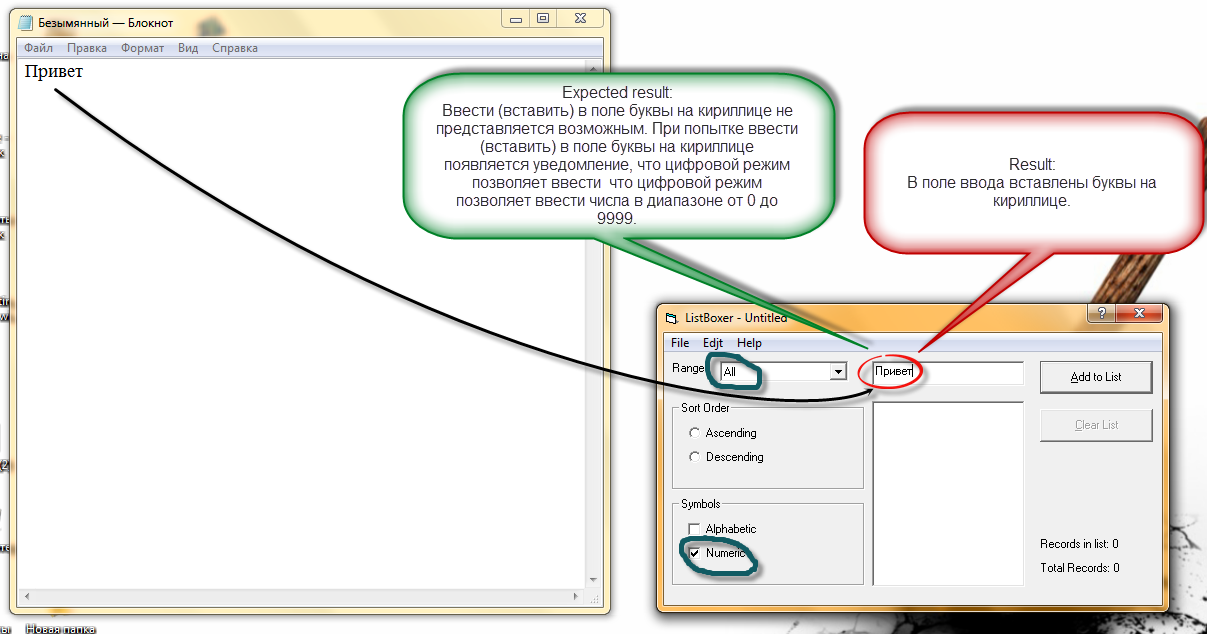 Безымянный — Блокнот
Файл Правка Формат Вид Справка
Привет
Expected result:
Ввести (вставить) в поле буквы на кириллице не
представляется возможным. При попытке ввести
(вставить) в поле буквы на кириллице
появляется уведомление, что цифровой режим
позволяет ввести что цифровой режим
позволяет ввести числа в диапазоне от 0 до
9999.
Result:
В поле ввода вставлены буквы на
кириллице.
ListBoxer - Untitled
?
File Edjt Help
Range
All
Привет
Add to List
Sort Order
Ascending
Descending
Clear List
Symbols
Alphabetic
Numeric
Records in list: 0
Total Records: 0
Новая папка